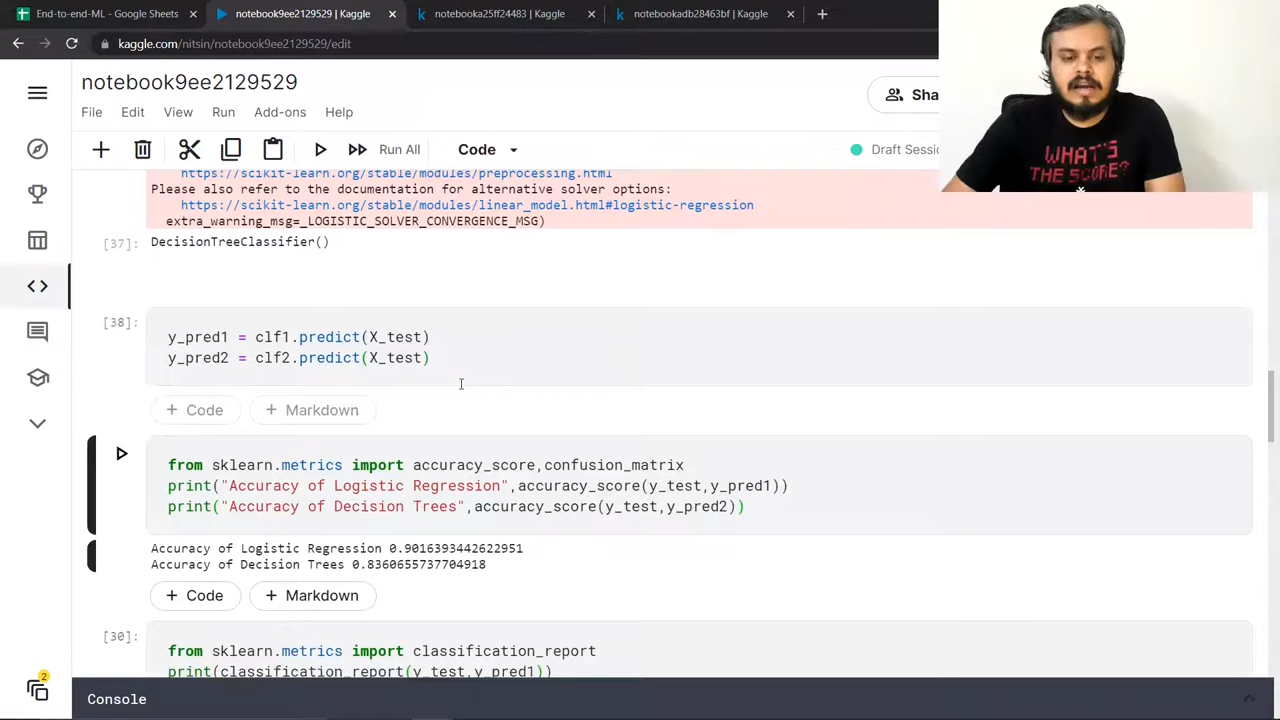 End-to-end-ML - Google Sheets
notebook9ee2129529 | Kaggle
notebooka25ff24483 | Kaggle
notebookadb28463bf | Kaggle
kaggle.com/nitsin/notebook9ee2129529/edit
notebook9ee2129529
File Edit View Run Add-ons Help
Run All Code
Draft
WHAT'S
THE SCORE?
https://scikit-learn.org/stable/modules/preprocessing.html
Please also refer to the documentation for alternative solver options:
https://scikit-learn.org/stable/modules/linear_model.html#logistic-regression
extra_warning_msg=_LOGISTIC_SOLVER_CONVERGENCE_MSG)
[37]: DecisionTreeClassifier()
[38]:
y_pred1 = clf1.predict(X_test)
y_pred2 = clf2.predict(X_test)
+ Code + Markdown
from sklearn.metrics import accuracy_score,confusion_matrix
print("Accuracy of Logistic Regression",accuracy_score(y_test,y_pred1))
print("Accuracy of Decision Trees",accuracy_score(y_test,y_pred2))
Accuracy of Logistic Regression 0.9016393442622951
Accuracy of Decision Trees 0.8360655737704918
+ Code + Markdown
[30]:
from sklearn.metrics import classification_report
print(classification_report(y_test,y_pred1))
2
Console